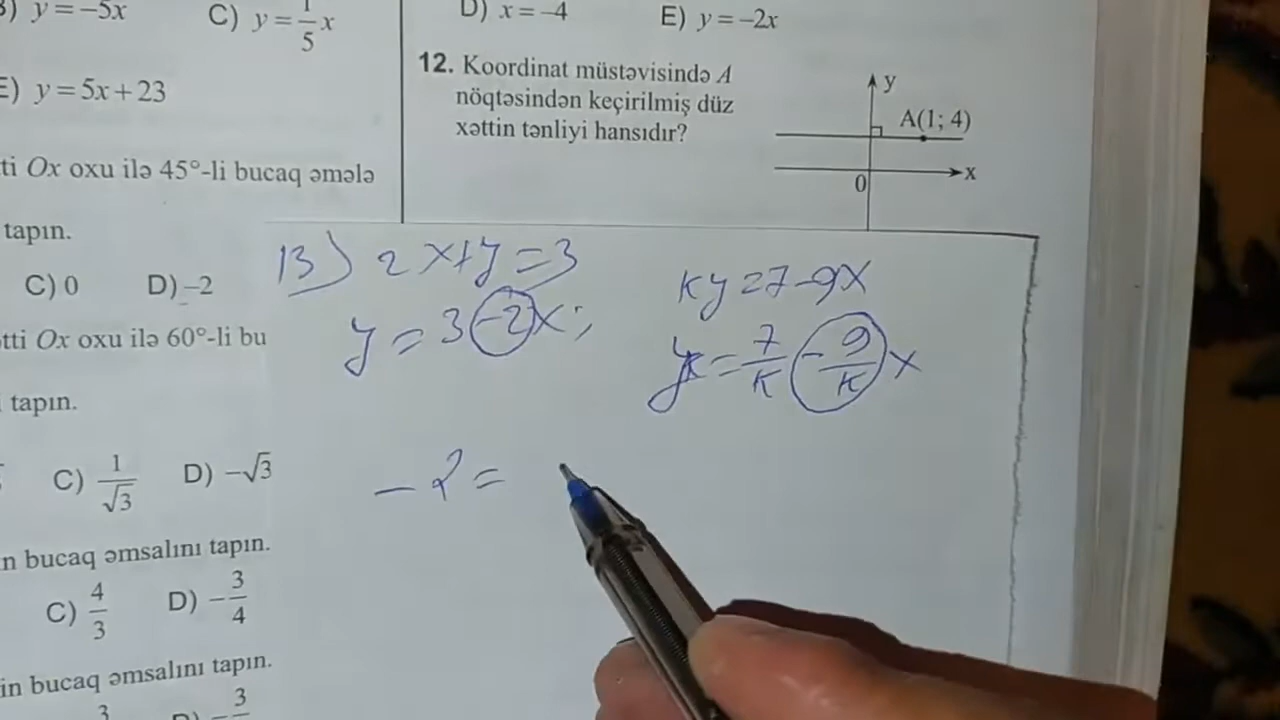 B) y=–5x C) y=1/5 x
E) y=5x+23
ti Ox oxu ilə 45°-li bucaq əmələ
tapın.
C) 0 D) –2
tti Ox oxu ilə 60°-li bu
tapın.
C) 1/√3 D) –√3
n bucaq əmsalını tapın.
C) 4/3 D) –3/4
in bucaq əmsalını tapın.
3 D) –3
D) x=–4 E) y=–2x
12. Koordinat müstəvisində A
nöqtəsindən keçirilmiş düz
xəttin tənliyi hansıdır?
y
A(1; 4)
0 x
13) 2x+y=3
y=3-2x;
ky=7-9x
y=7/k-9/k x
-2=